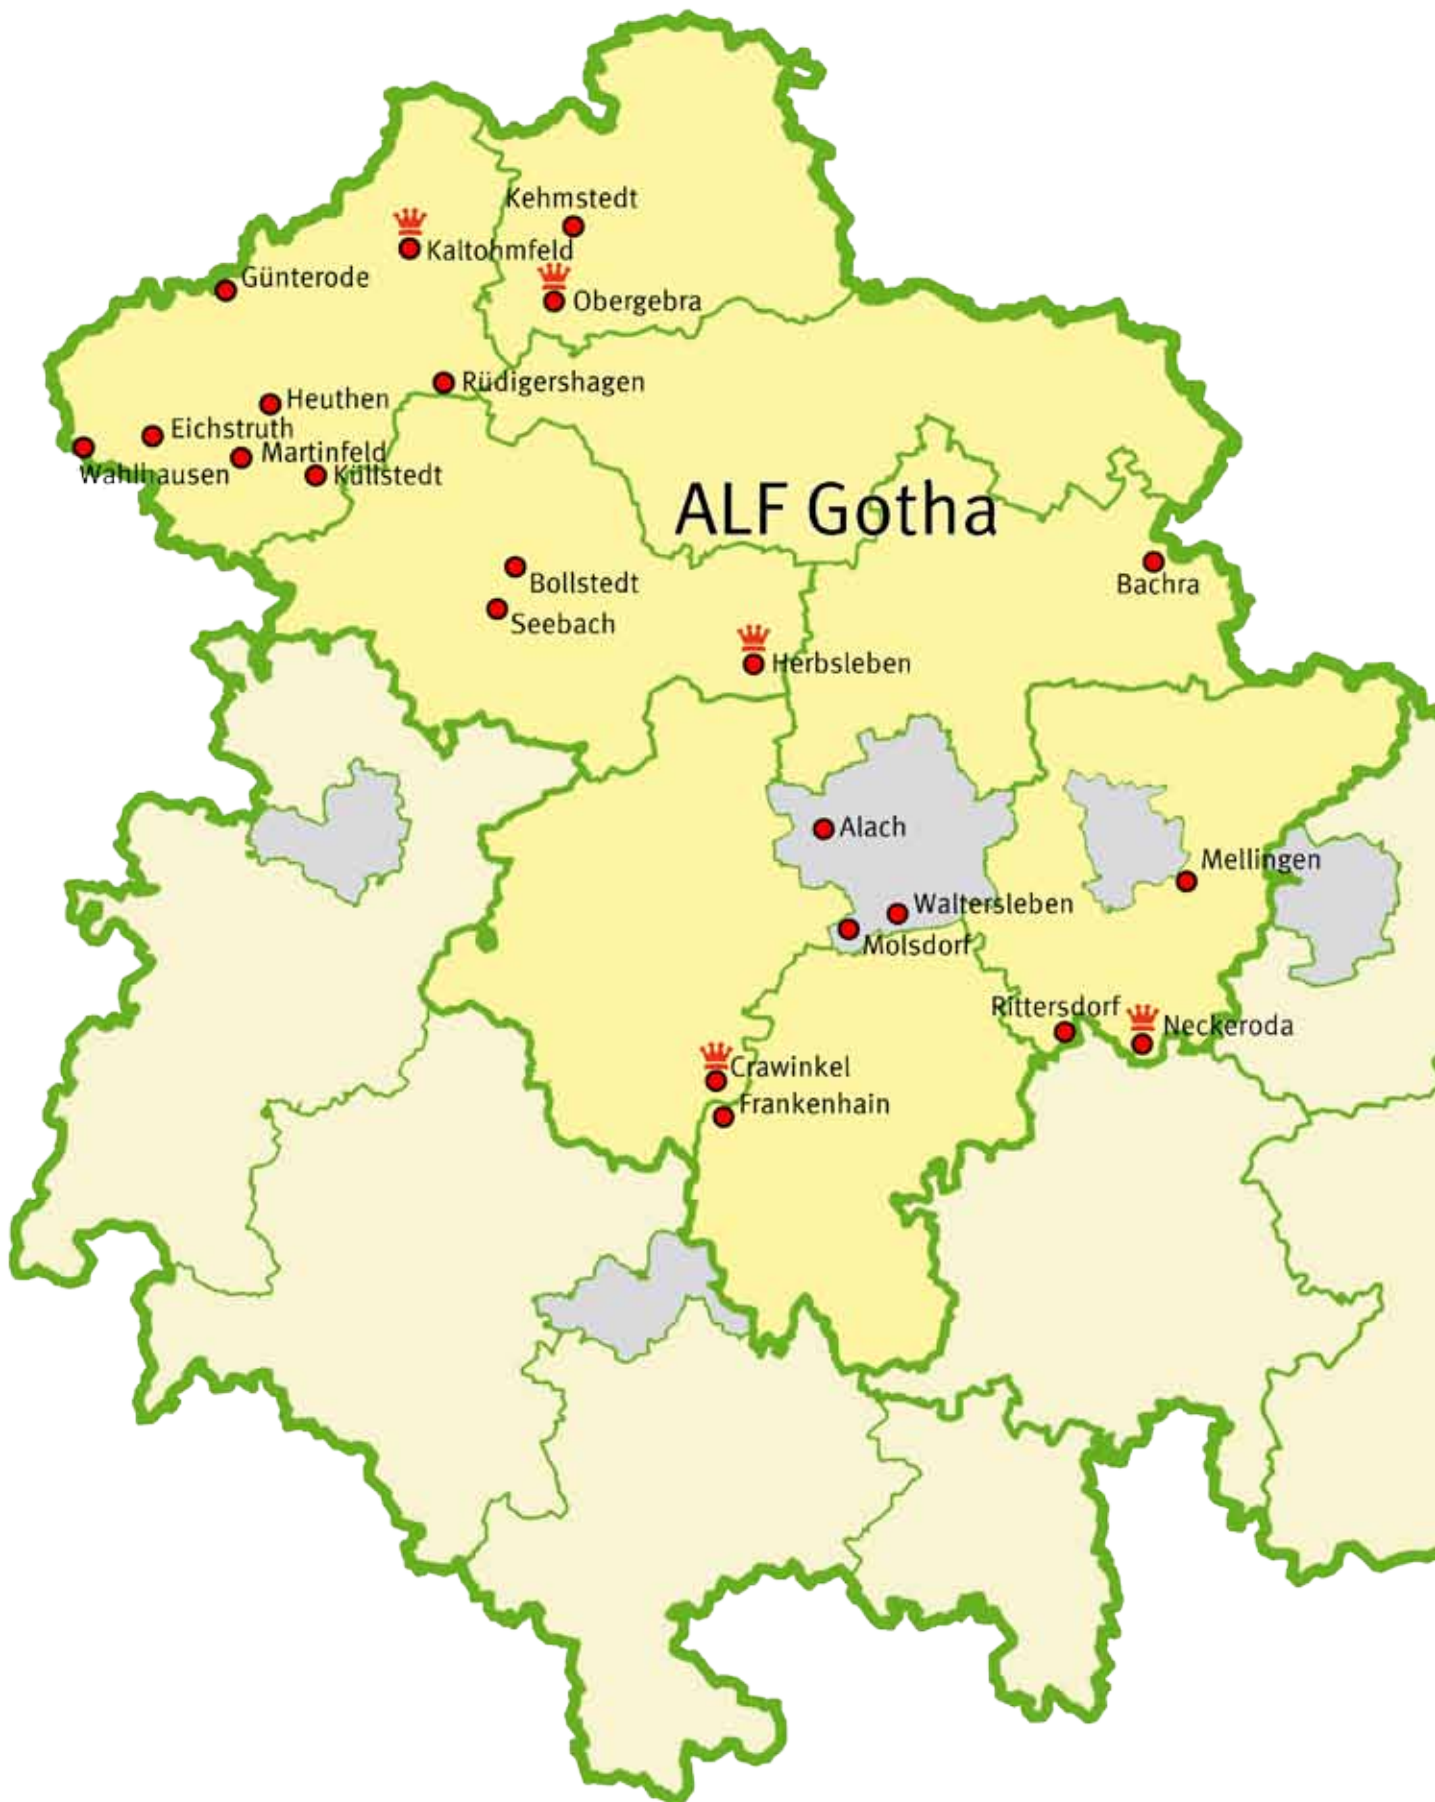 Kehmstedt
Kaltohmfeld
Günterode
Obergebra
Rüdigershagen
Heuthen
Eichstruth
Martinfeld
Wahlhausen
Küllstedt
ALF Gotha
Bollstedt
Bachra
Seebach
Herbsleben
Alach
Mellingen
Waltersleben
Molsdorf
Rittersdorf
Neckeroda
Crawinkel
Frankenhain